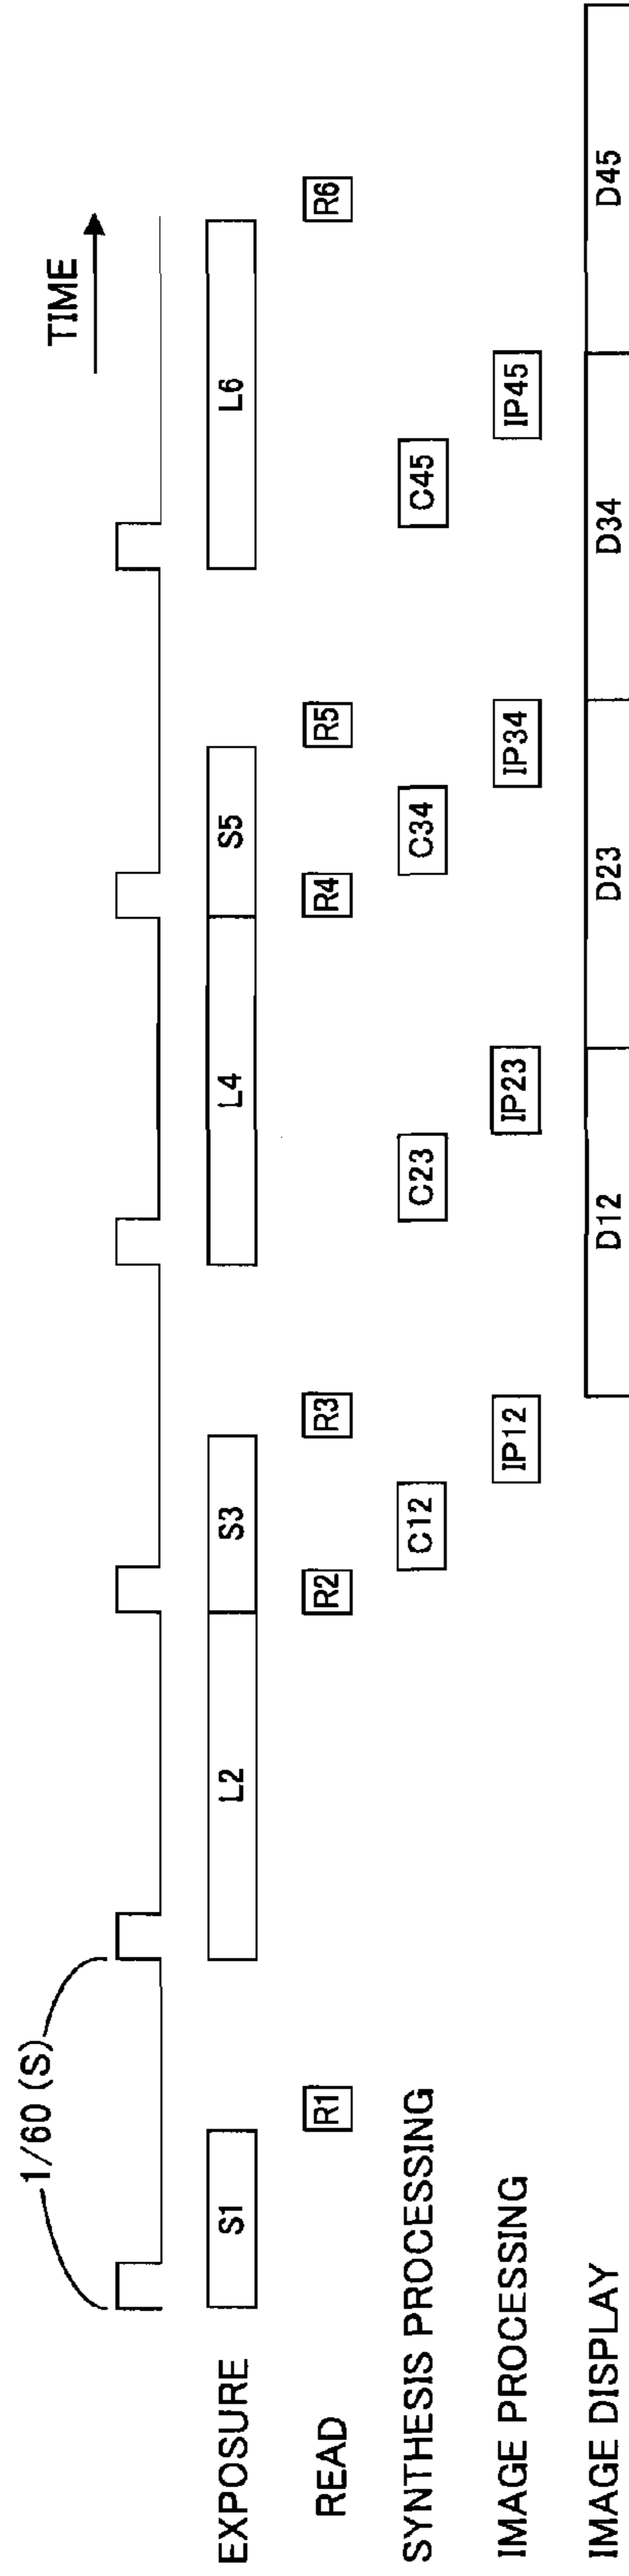 1/60 (S)
TIME
EXPOSURE
S1
L2
S3
L4
S5
L6
READ
R1
R2
R3
R4
R5
R6
SYNTHESIS PROCESSING
C12
C23
C34
C45
IMAGE PROCESSING
IP12
IP23
IP34
IP45
IMAGE DISPLAY
D12
D23
D34
D45